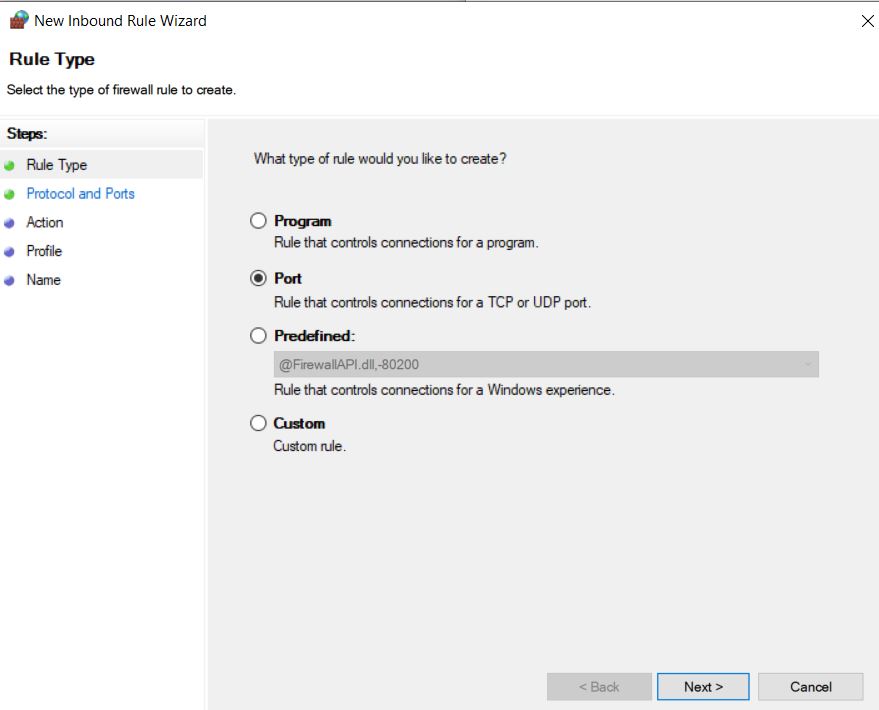 New Inbound Rule Wizard
Rule Type
Select the type of firewall rule to create.
Steps:
Rule Type
Protocol and Ports
Action
Profile
Name
What type of rule would you like to create?
Program
Rule that controls connections for a program.
Port
Rule that controls connections for a TCP or UDP port.
Predefined:
@FirewallAPI.dll,-80200
Rule that controls connections for a Windows experience.
Custom
Custom rule.
< Back Next > Cancel